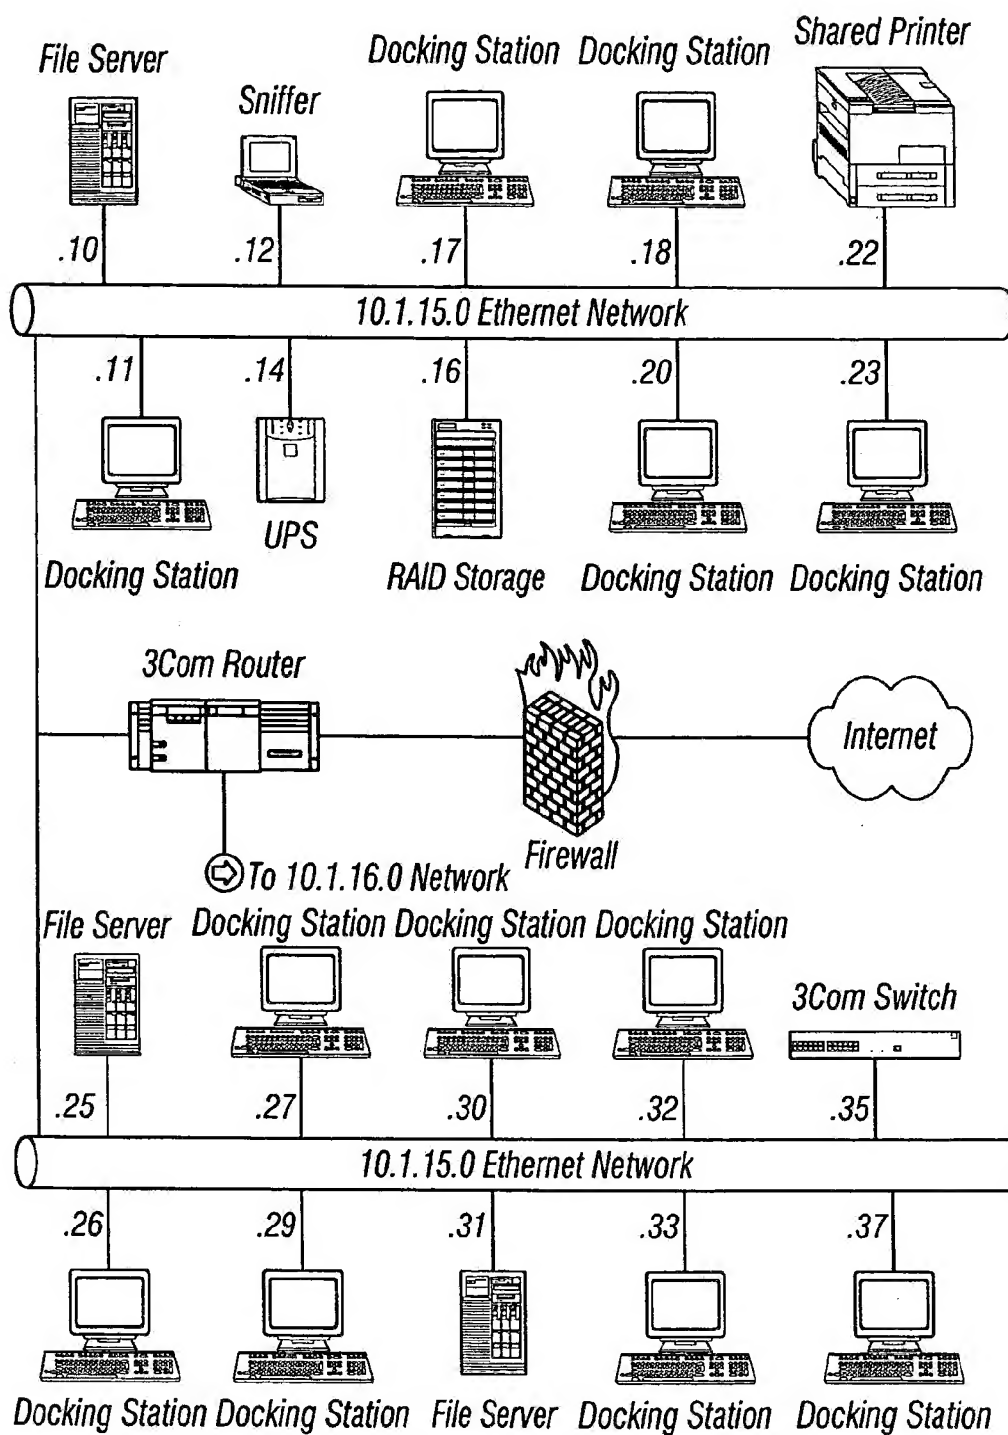 Shared Printer
Docking Station Docking Station
File Server
Sniffer
.10 .12 .17 .18 .22
10.1.15.0 Ethernet Network
.11 .14 .16 .20 .23
UPS
Docking Station RAID Storage Docking Station Docking Station
3Com Router
Internet
Firewall
To 10.1.16.0 Network
File Server Docking Station Docking Station Docking Station
3Com Switch
.25 .27 .30 .32 .35
10.1.15.0 Ethernet Network
.26 .29 .31 .33 .37
Docking Station Docking Station File Server Docking Station Docking Station